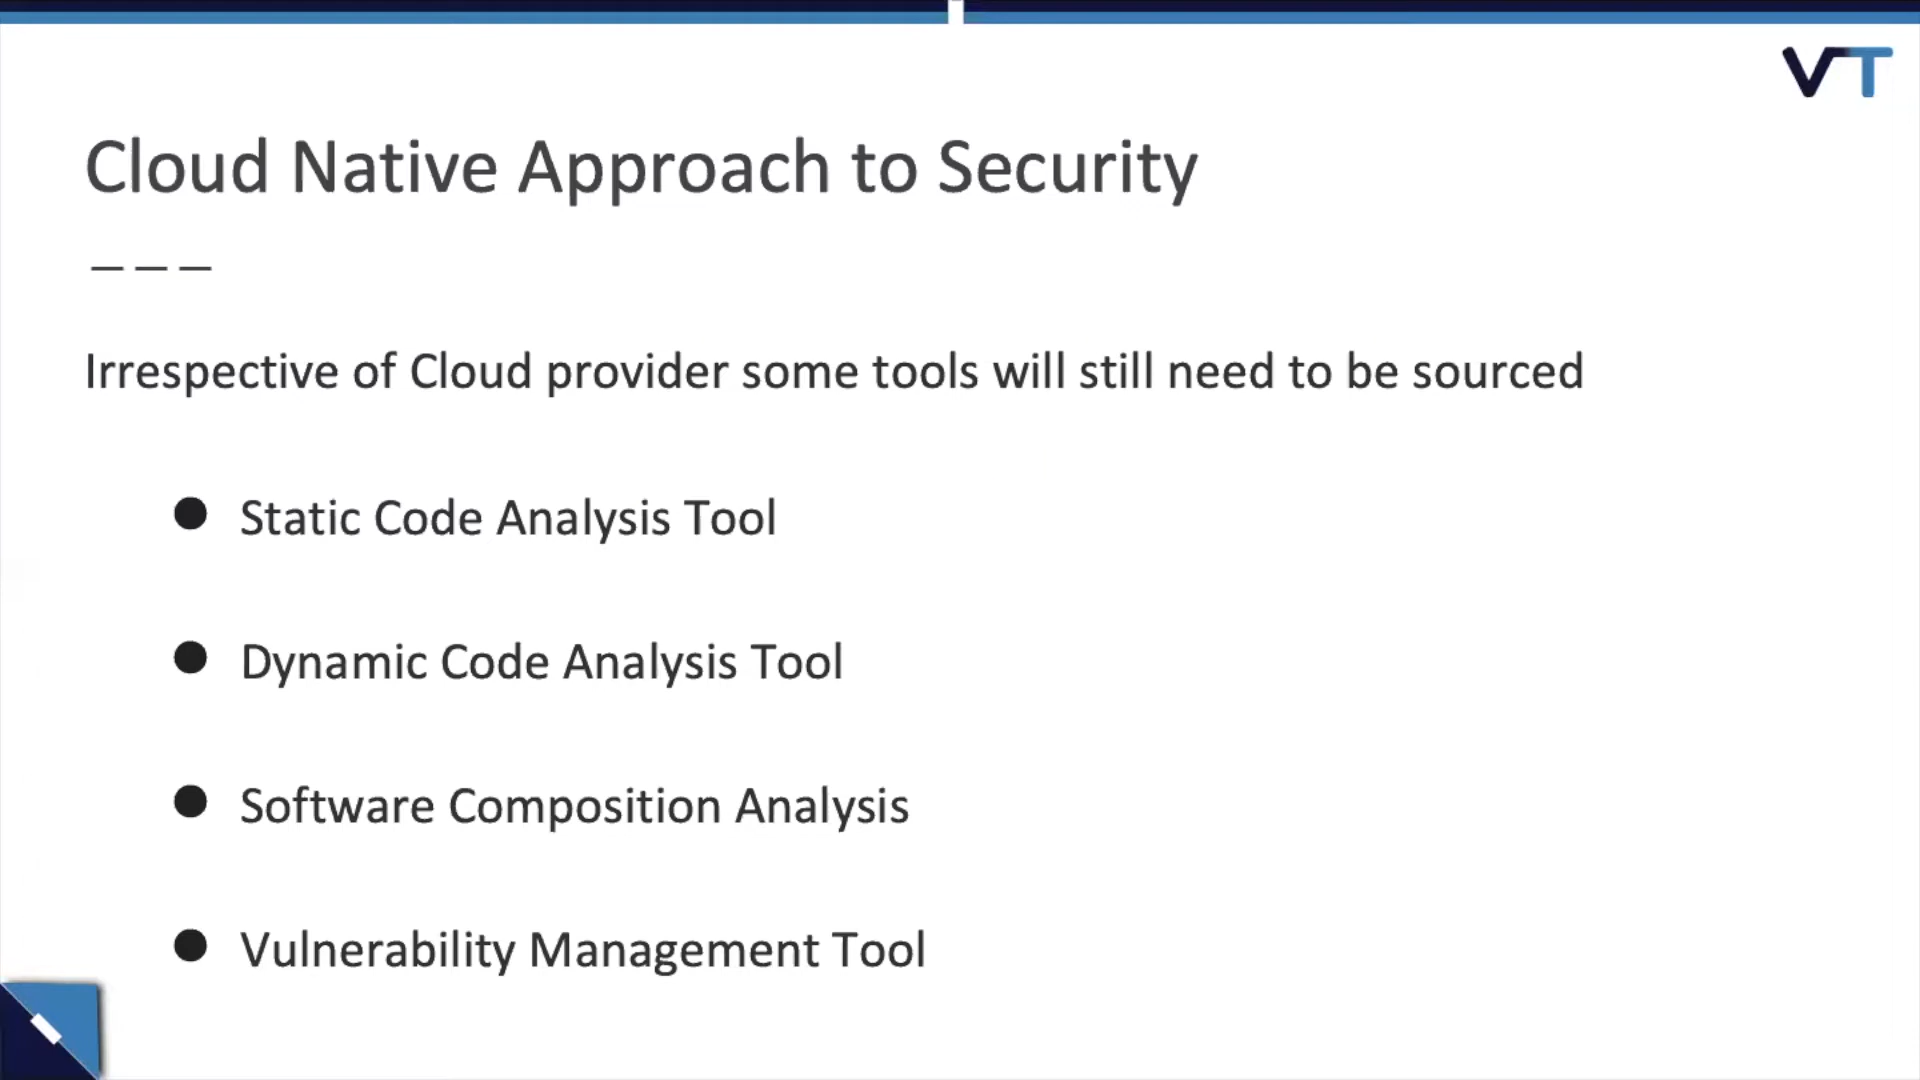 VT
Cloud Native Approach to Security
Irrespective of Cloud provider some tools will still need to be sourced
● Static Code Analysis Tool
● Dynamic Code Analysis Tool
● Software Composition Analysis
● Vulnerability Management Tool